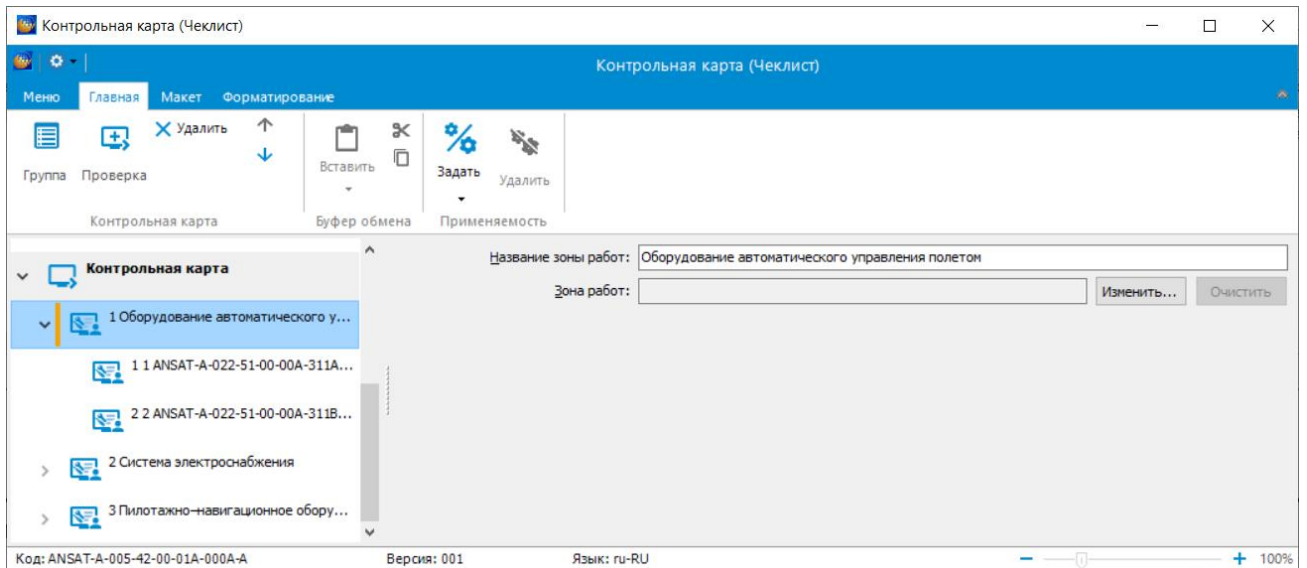 Контрольная карта (Чеклист)
Контрольная карта (Чеклист)
Меню Главная Макет Форматирование
Группа Проверка Удалить Вставить Задать Удалить
Контрольная карта Буфер обмена Применяемость
Контрольная карта
1 Оборудование автоматического у...
1 1 ANSAT-A-022-51-00-00A-311A...
2 2 ANSAT-A-022-51-00-00A-311B...
2 Система электроснабжения
3 Пилотажно-навигационное обору...
Название зоны работ: Оборудование автоматического управления полетом
Зона работ: Изменить... Очистить
Код: ANSAT-A-005-42-00-01A-000A-A Версия: 001 Язык: ru-RU 100%